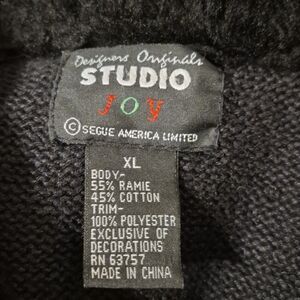 Designers Originals
STUDIO
JOY
© SEGUE AMERICA LIMITED
XL
BODY-
55% RAMIE
45% COTTON
TRIM-
100% POLYESTER
EXCLUSIVE OF
DECORATIONS
RN 63757
MADE IN CHINA